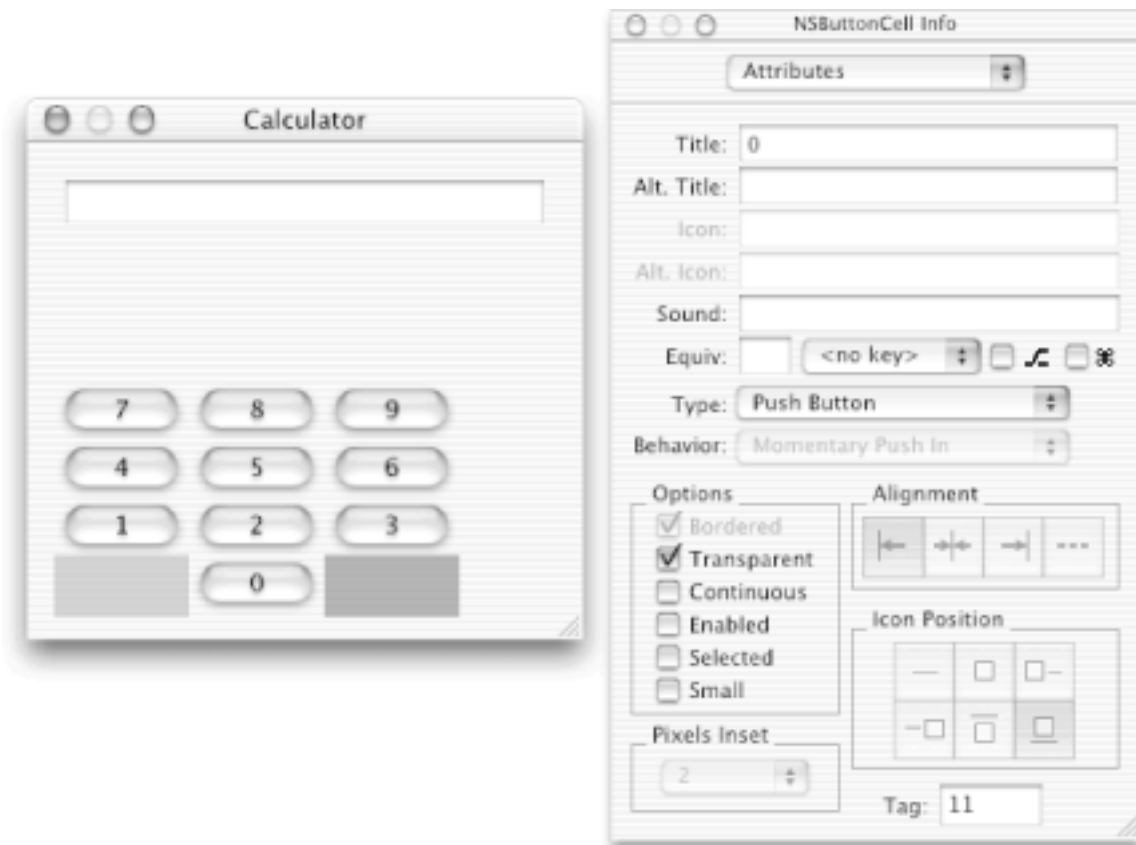 Calculator
7 8 9
4 5 6
1 2 3
0
NSButtonCell Info
Attributes
Title: 0
Alt. Title:
Icon:
Alt. Icon:
Sound:
Equiv: <no key>
Type: Push Button
Behavior: Momentary Push In
Options
Bordered
Transparent
Continuous
Enabled
Selected
Small
Pixels Inset
2
Alignment
Icon Position
Tag: 11